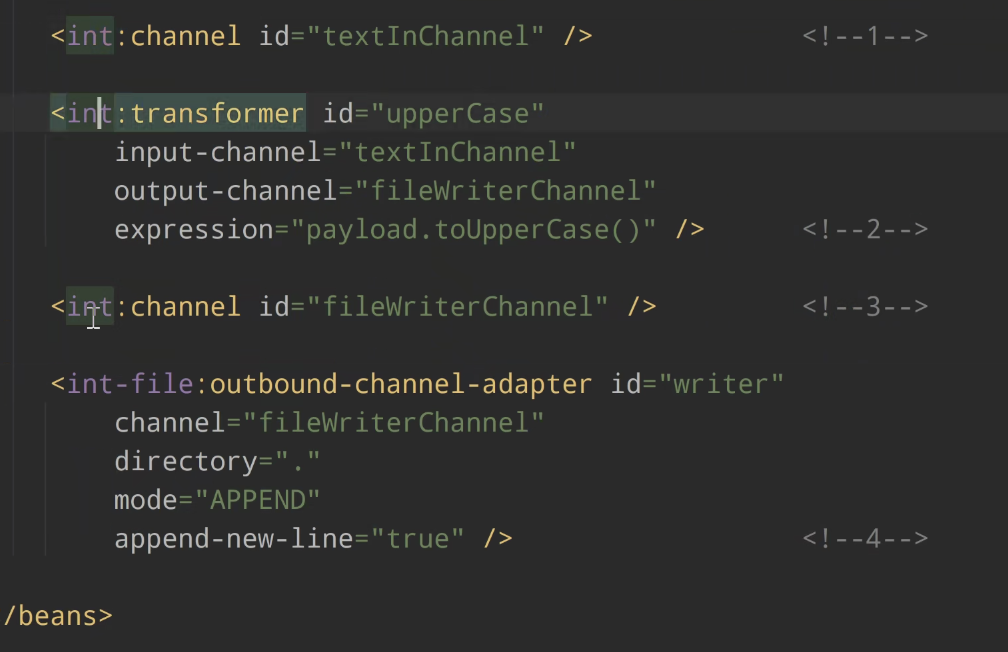 <int:channel id="textInChannel" /> <!--1-->
<int:transformer id="upperCase"
input-channel="textInChannel"
output-channel="fileWriterChannel"
expression="payload.toUpperCase()" /> <!--2-->
<int:channel id="fileWriterChannel" /> <!--3-->
<int-file:outbound-channel-adapter id="writer"
channel="fileWriterChannel"
directory="."
mode="APPEND"
append-new-line="true" /> <!--4-->
/beans>